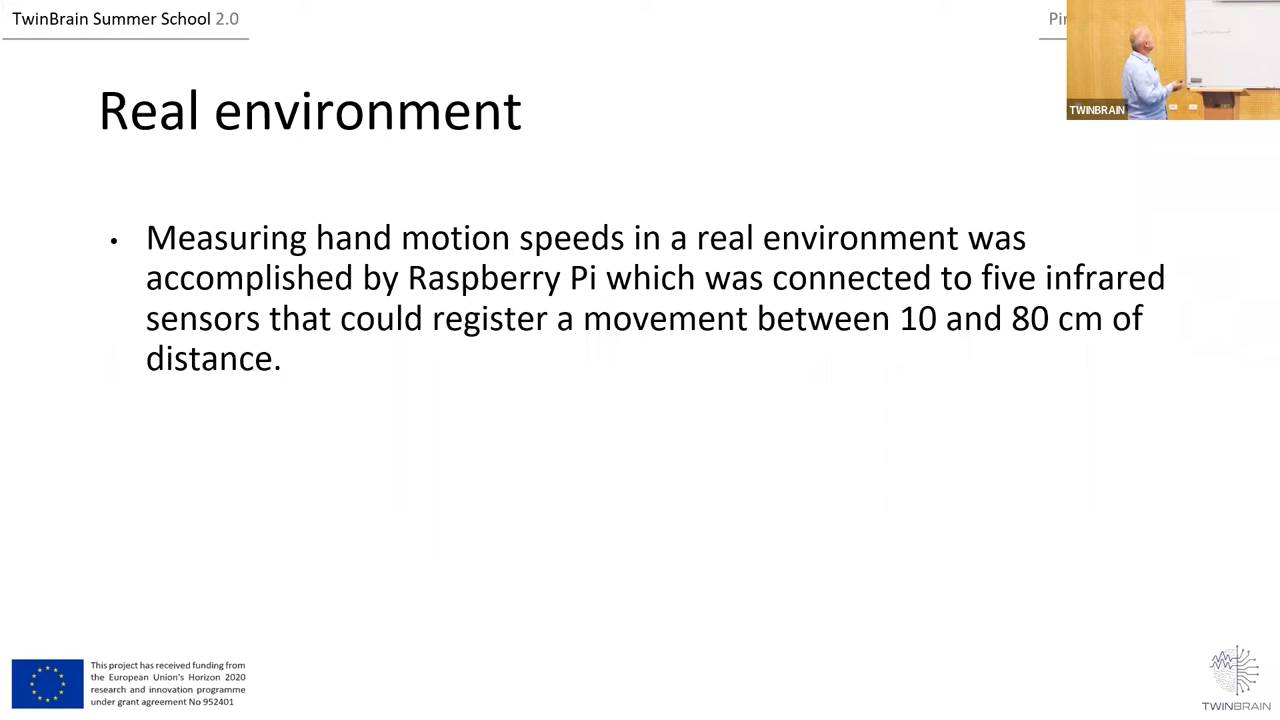 TwinBrain Summer School 2.0
TWINBRAIN
Real environment
• Measuring hand motion speeds in a real environment was
accomplished by Raspberry Pi which was connected to five infrared
sensors that could register a movement between 10 and 80 cm of
distance.
This project has received funding from
the European Union's Horizon 2020
research and innovation programme
under grant agreement No 952401
TWINBRAIN